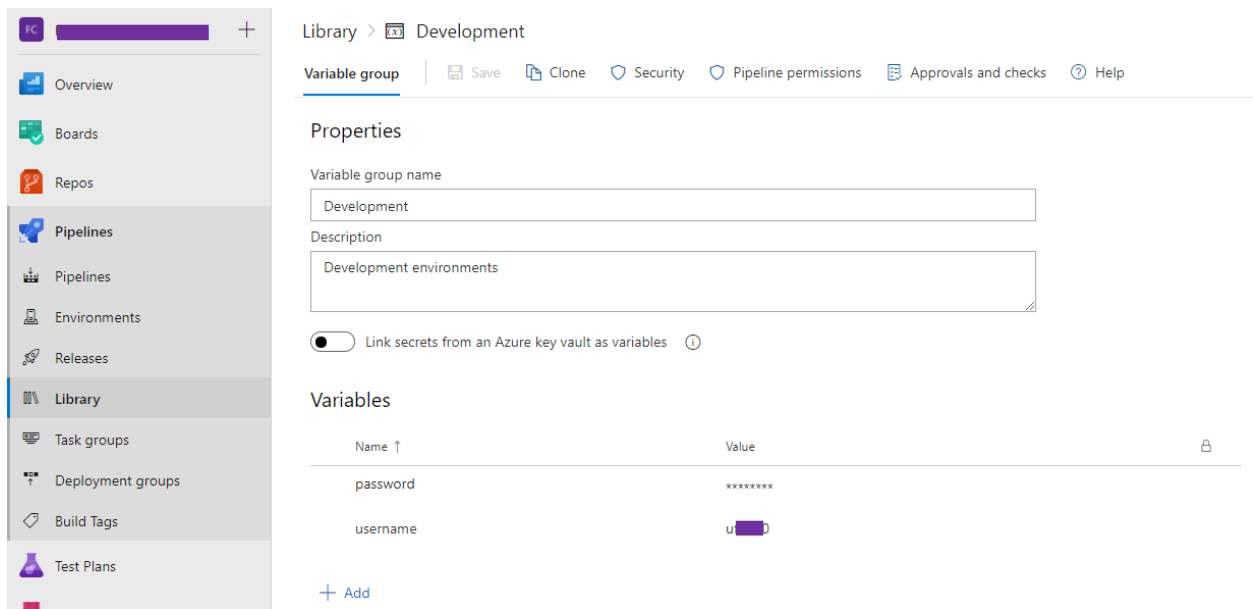 FC
Overview
Boards
Repos
Pipelines
Pipelines
Environments
Releases
Library
Task groups
Deployment groups
Build Tags
Test Plans
Library > Development
Variable group Save Clone Security Pipeline permissions Approvals and checks Help
Properties
Variable group name
Development
Description
Development environments
Link secrets from an Azure key vault as variables
Variables
Name ↑ Value
password ********
username
+ Add